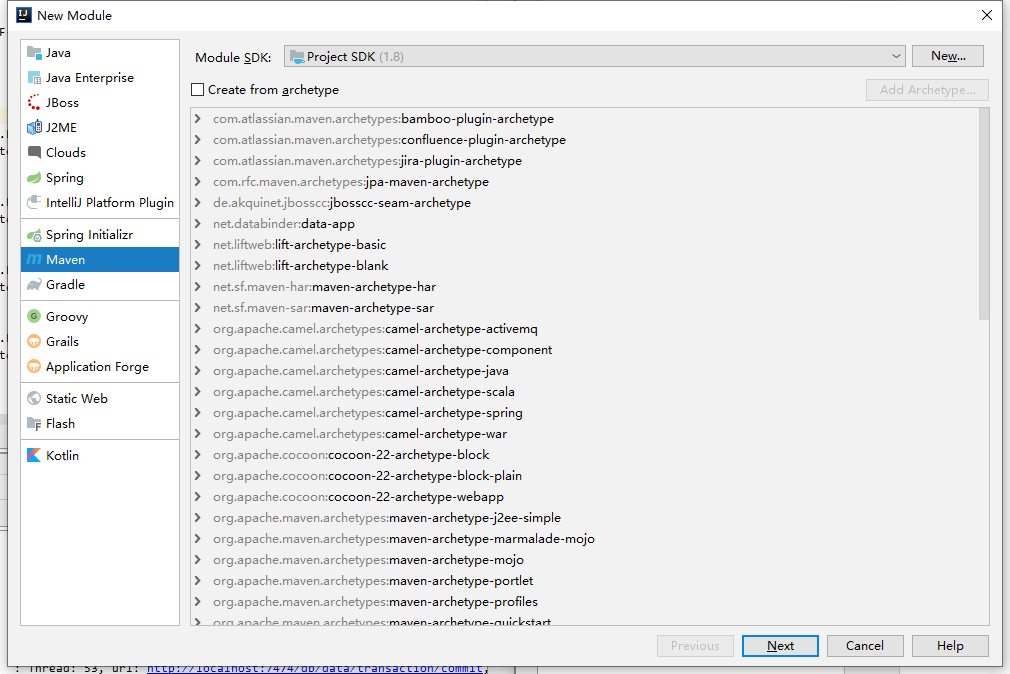 New Module
Java
Java Enterprise
JBoss
J2ME
Clouds
Spring
IntelliJ Platform Plugin
Spring Initializr
Maven
Gradle
Groovy
Grails
Application Forge
Static Web
Flash
Kotlin
Module SDK: Project SDK (1.8) New...
Create from archetype Add Archetype...
com.atlassian.maven.archetypes:bamboo-plugin-archetype
com.atlassian.maven.archetypes:confluence-plugin-archetype
com.atlassian.maven.archetypes:jira-plugin-archetype
com.rfc.maven.archetypes:jpa-maven-archetype
de.akquinet.jbosscc:jbosscc-seam-archetype
net.databinder:data-app
net.liftweb:lift-archetype-basic
net.liftweb:lift-archetype-blank
net.sf.maven-har:maven-archetype-har
net.sf.maven-sar:maven-archetype-sar
org.apache.camel.archetypes:camel-archetype-activemq
org.apache.camel.archetypes:camel-archetype-component
org.apache.camel.archetypes:camel-archetype-java
org.apache.camel.archetypes:camel-archetype-scala
org.apache.camel.archetypes:camel-archetype-spring
org.apache.camel.archetypes:camel-archetype-war
org.apache.cocoon:cocoon-22-archetype-block
org.apache.cocoon:cocoon-22-archetype-block-plain
org.apache.cocoon:cocoon-22-archetype-webapp
org.apache.maven.archetypes:maven-archetype-j2ee-simple
org.apache.maven.archetypes:maven-archetype-marmalade-mojo
org.apache.maven.archetypes:maven-archetype-mojo
org.apache.maven.archetypes:maven-archetype-portlet
org.apache.maven.archetypes:maven-archetype-profiles
org.apache.maven.archetypes:maven-archetype-quickstart
Previous Next Cancel Help
: Thread: 53, url: http://localhost:7474/db/data/transaction/commit,